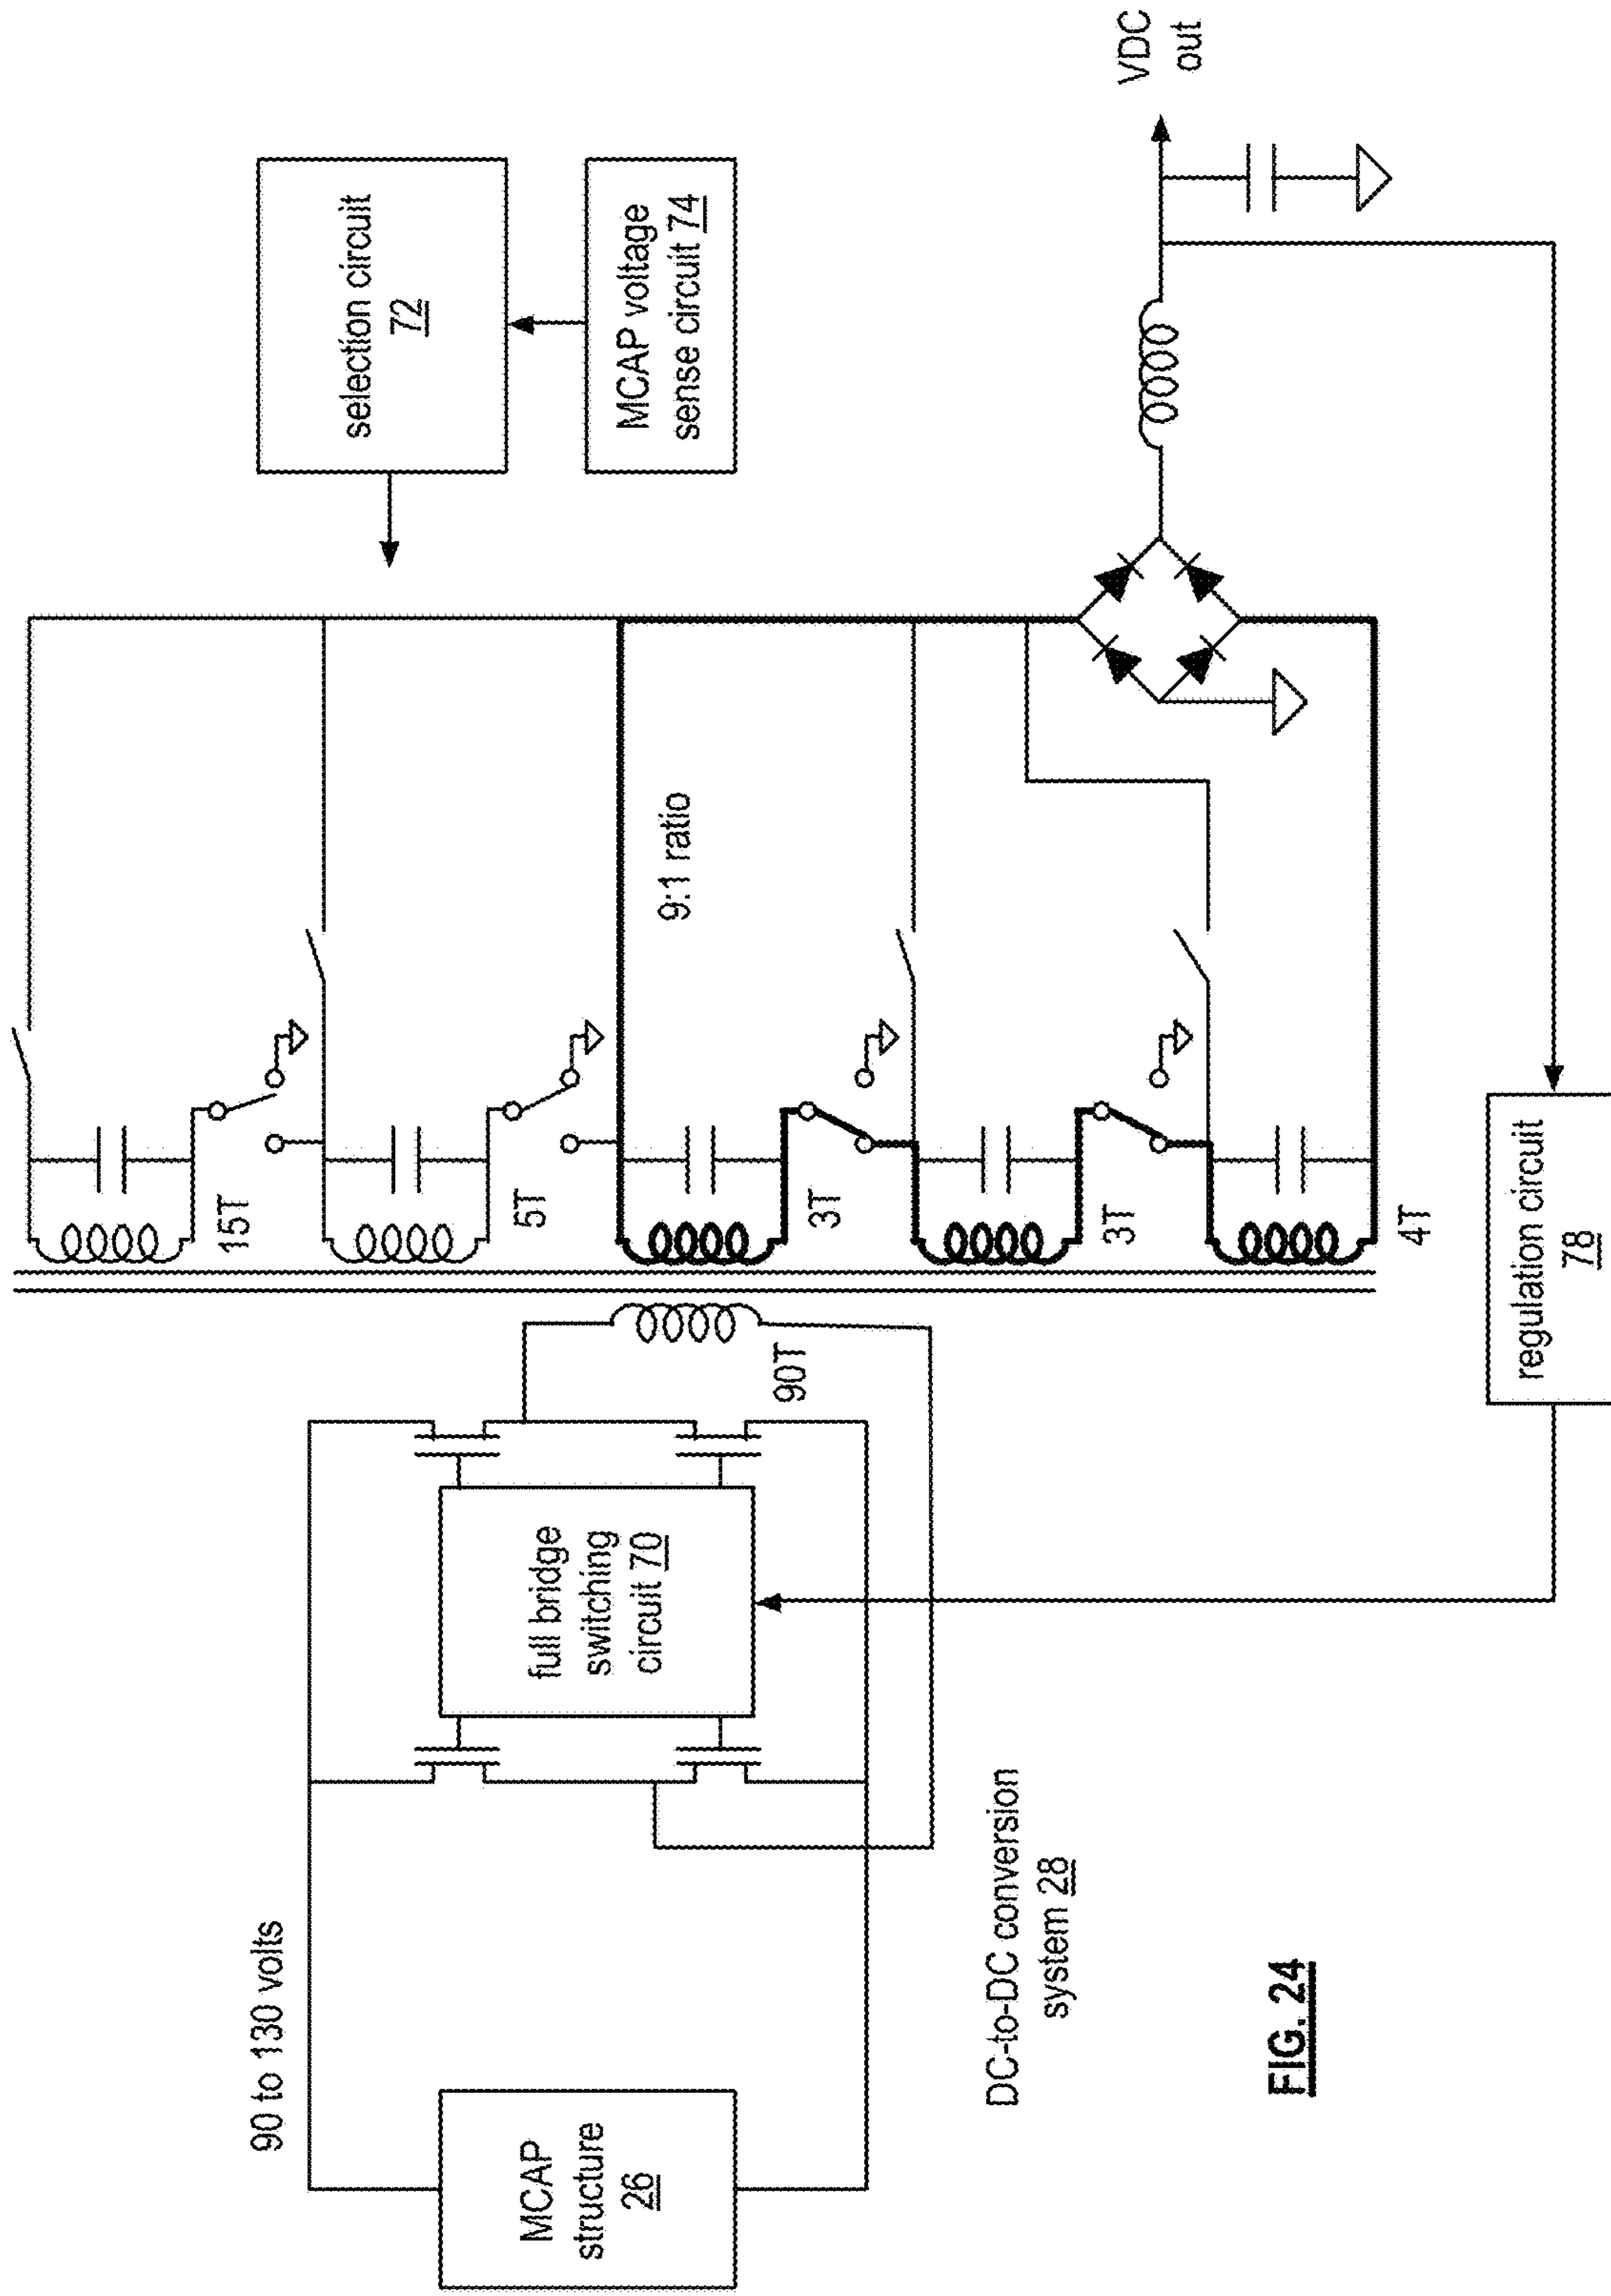 90 to 130 volts
MCAP
structure
26
full bridge
switching
circuit 70
90T
DC-to-DC conversion
system 28
15T
5T
3T
3T
4T
9:1 ratio
selection circuit
72
MCAP voltage
sense circuit 74
VDC
out
regulation circuit
78
FIG. 24